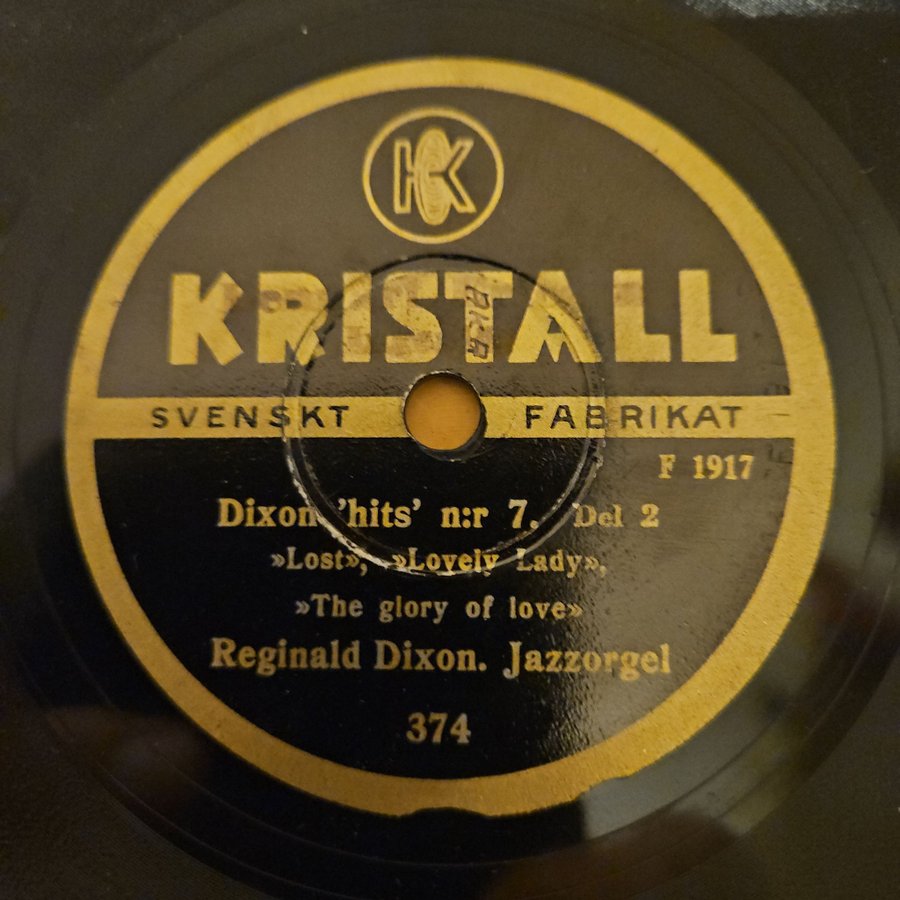 K
KRISTALL
SVENSKT FABRIKAT
F 1917
Dixon 'hits' n:r 7. Del 2
»Lost», »Lovely Lady»,
»The glory of love»
Reginald Dixon. Jazzorgel
374